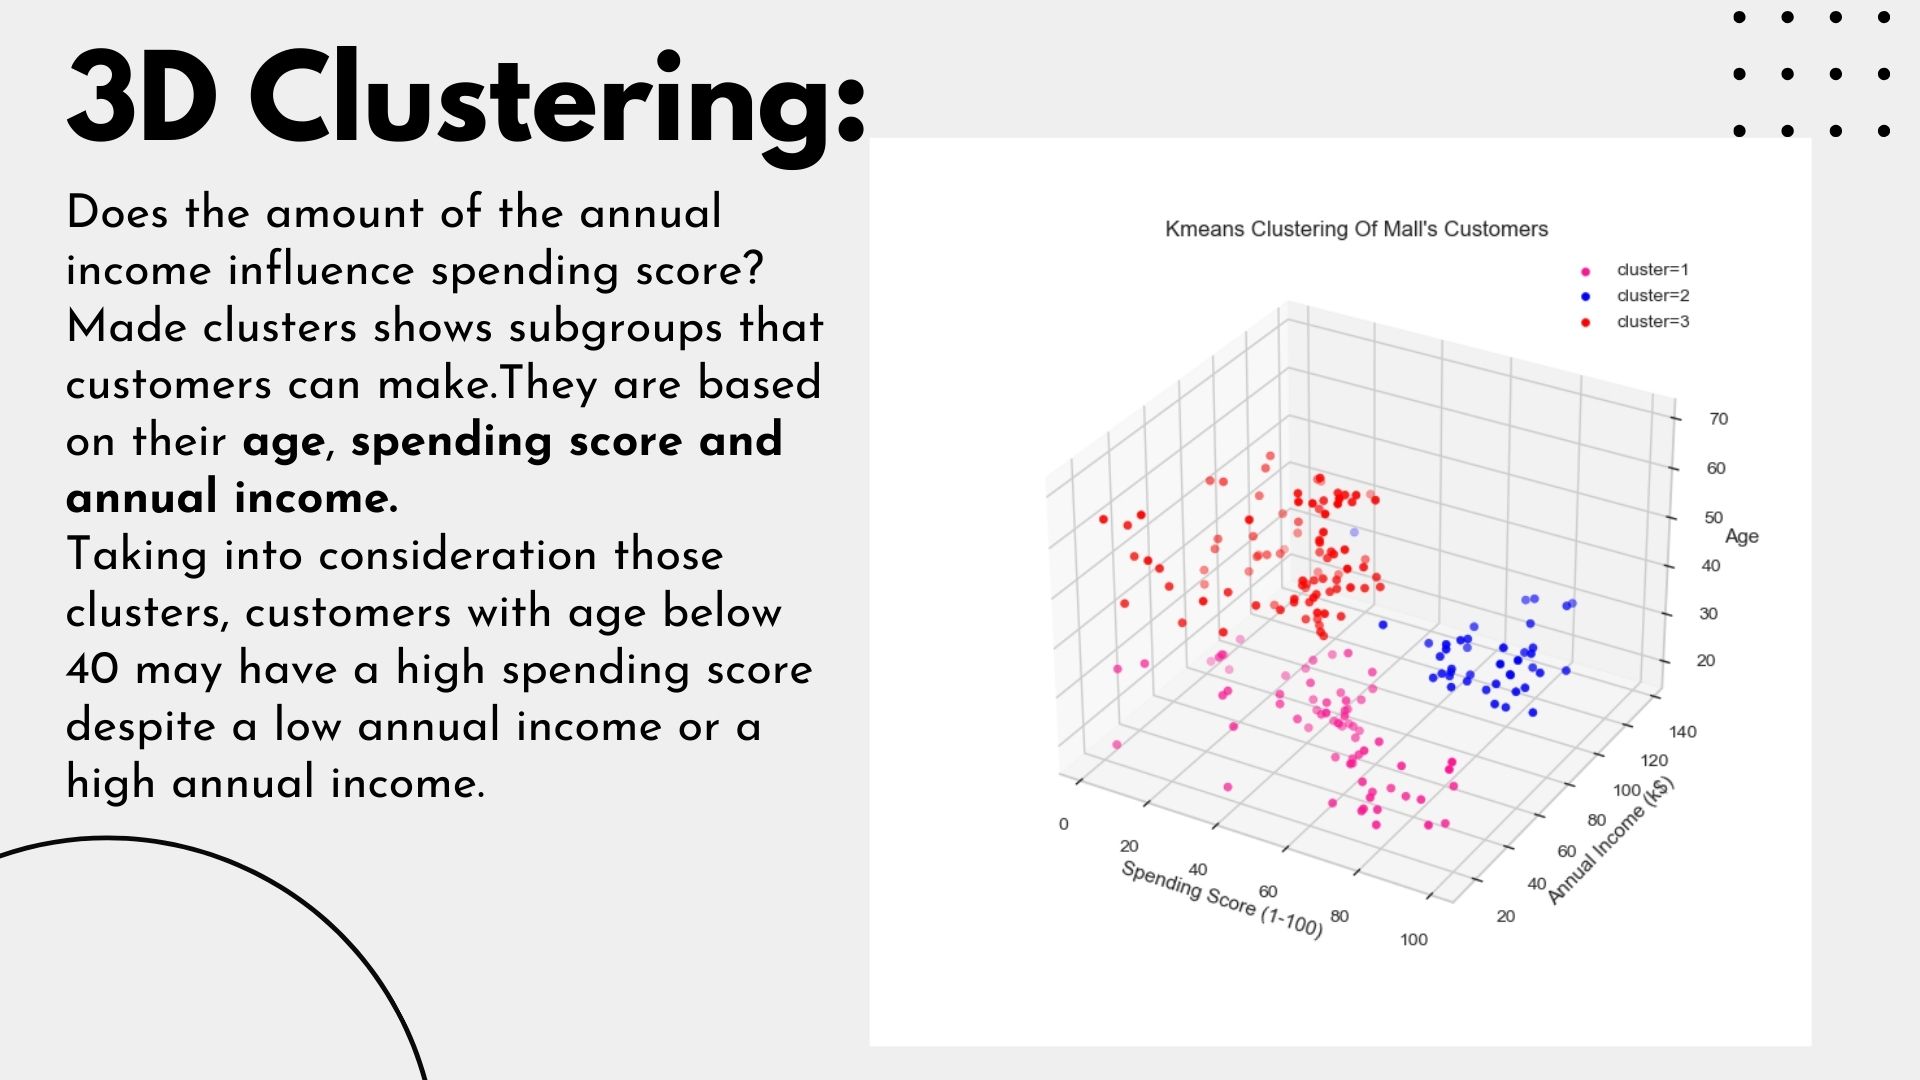 3D Clustering:
Does the amount of the annual
income influence spending score?
Made clusters shows subgroups that
customers can make.They are based
on their age, spending score and
annual income.
Taking into consideration those
clusters, customers with age below
40 may have a high spending score
despite a low annual income or a
high annual income.
Kmeans Clustering Of Mall's Customers
cluster=1
cluster=2
cluster=3
70
60
50
Age
40
30
20
140
120
100
80
60
40
20
Annual Income (k$)
0
20
40
60
80
100
Spending Score (1-100)